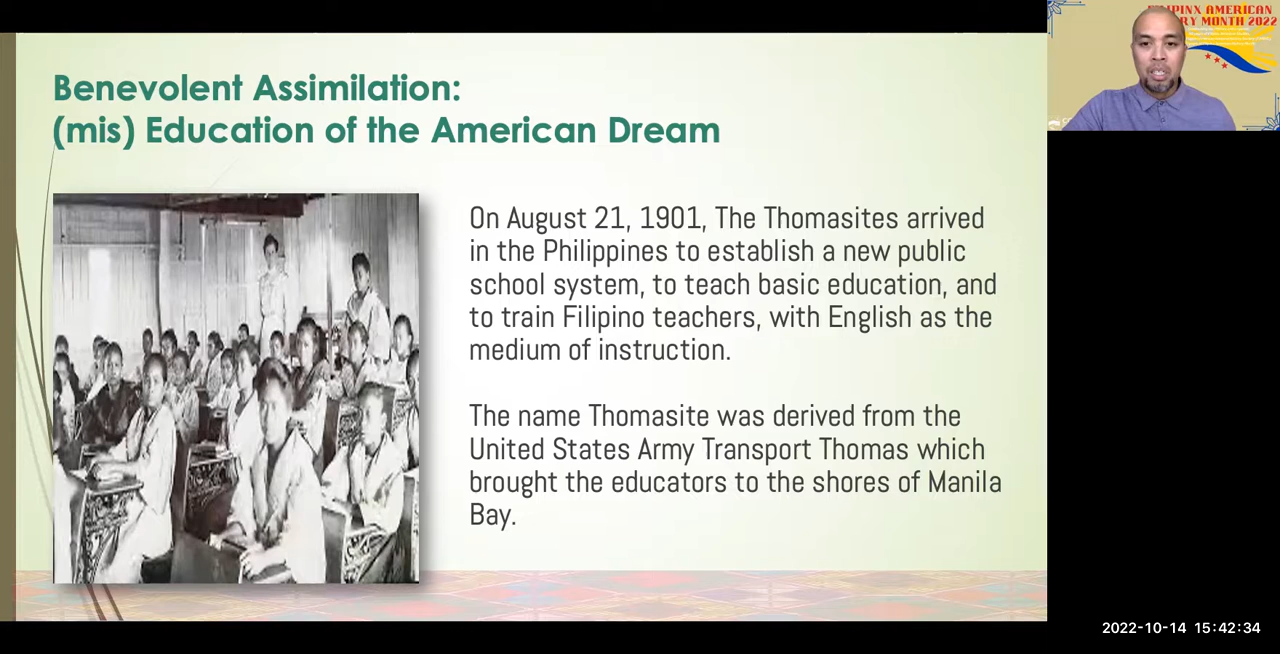 Benevolent Assimilation:
(mis) Education of the American Dream
On August 21, 1901, The Thomasites arrived
in the Philippines to establish a new public
school system, to teach basic education, and
to train Filipino teachers, with English as the
medium of instruction.
The name Thomasite was derived from the
United States Army Transport Thomas which
brought the educators to the shores of Manila
Bay.
AMERICAN
MONTH 2022
2022-10-14 15:42:34